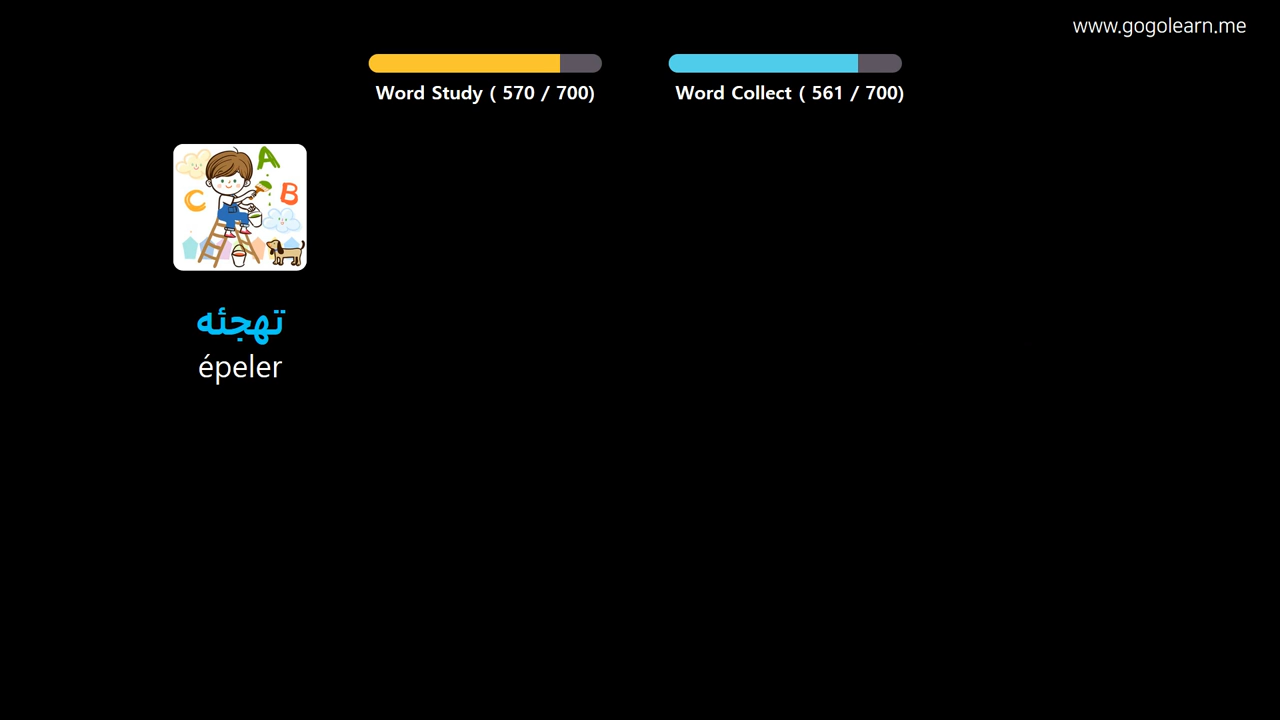 www.gogolearn.me
Word Study ( 570 / 700)
Word Collect ( 561 / 700)
A
B
C
تهجئه
épeler